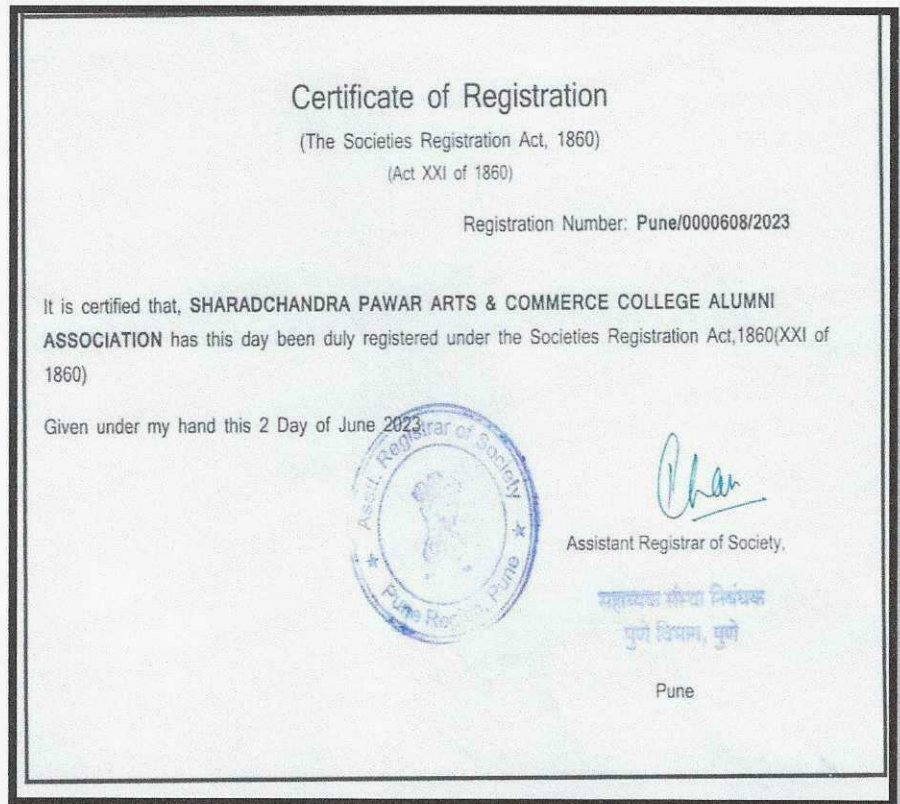 Certificate of Registration
(The Societies Registration Act, 1860)
(Act XXI of 1860)
Registration Number: Pune/0000608/2023
It is certified that, SHARADCHANDRA PAWAR ARTS & COMMERCE COLLEGE ALUMNI
ASSOCIATION has this day been duly registered under the Societies Registration Act,1860(XXI of
1860)
Given under my hand this 2 Day of June 2023.
Asstt. Registrar of Society
Pune Region, Pune
Assistant Registrar of Society,
सहाय्यक संस्था निबंधक
पुणे विभाग, पुणे
Pune